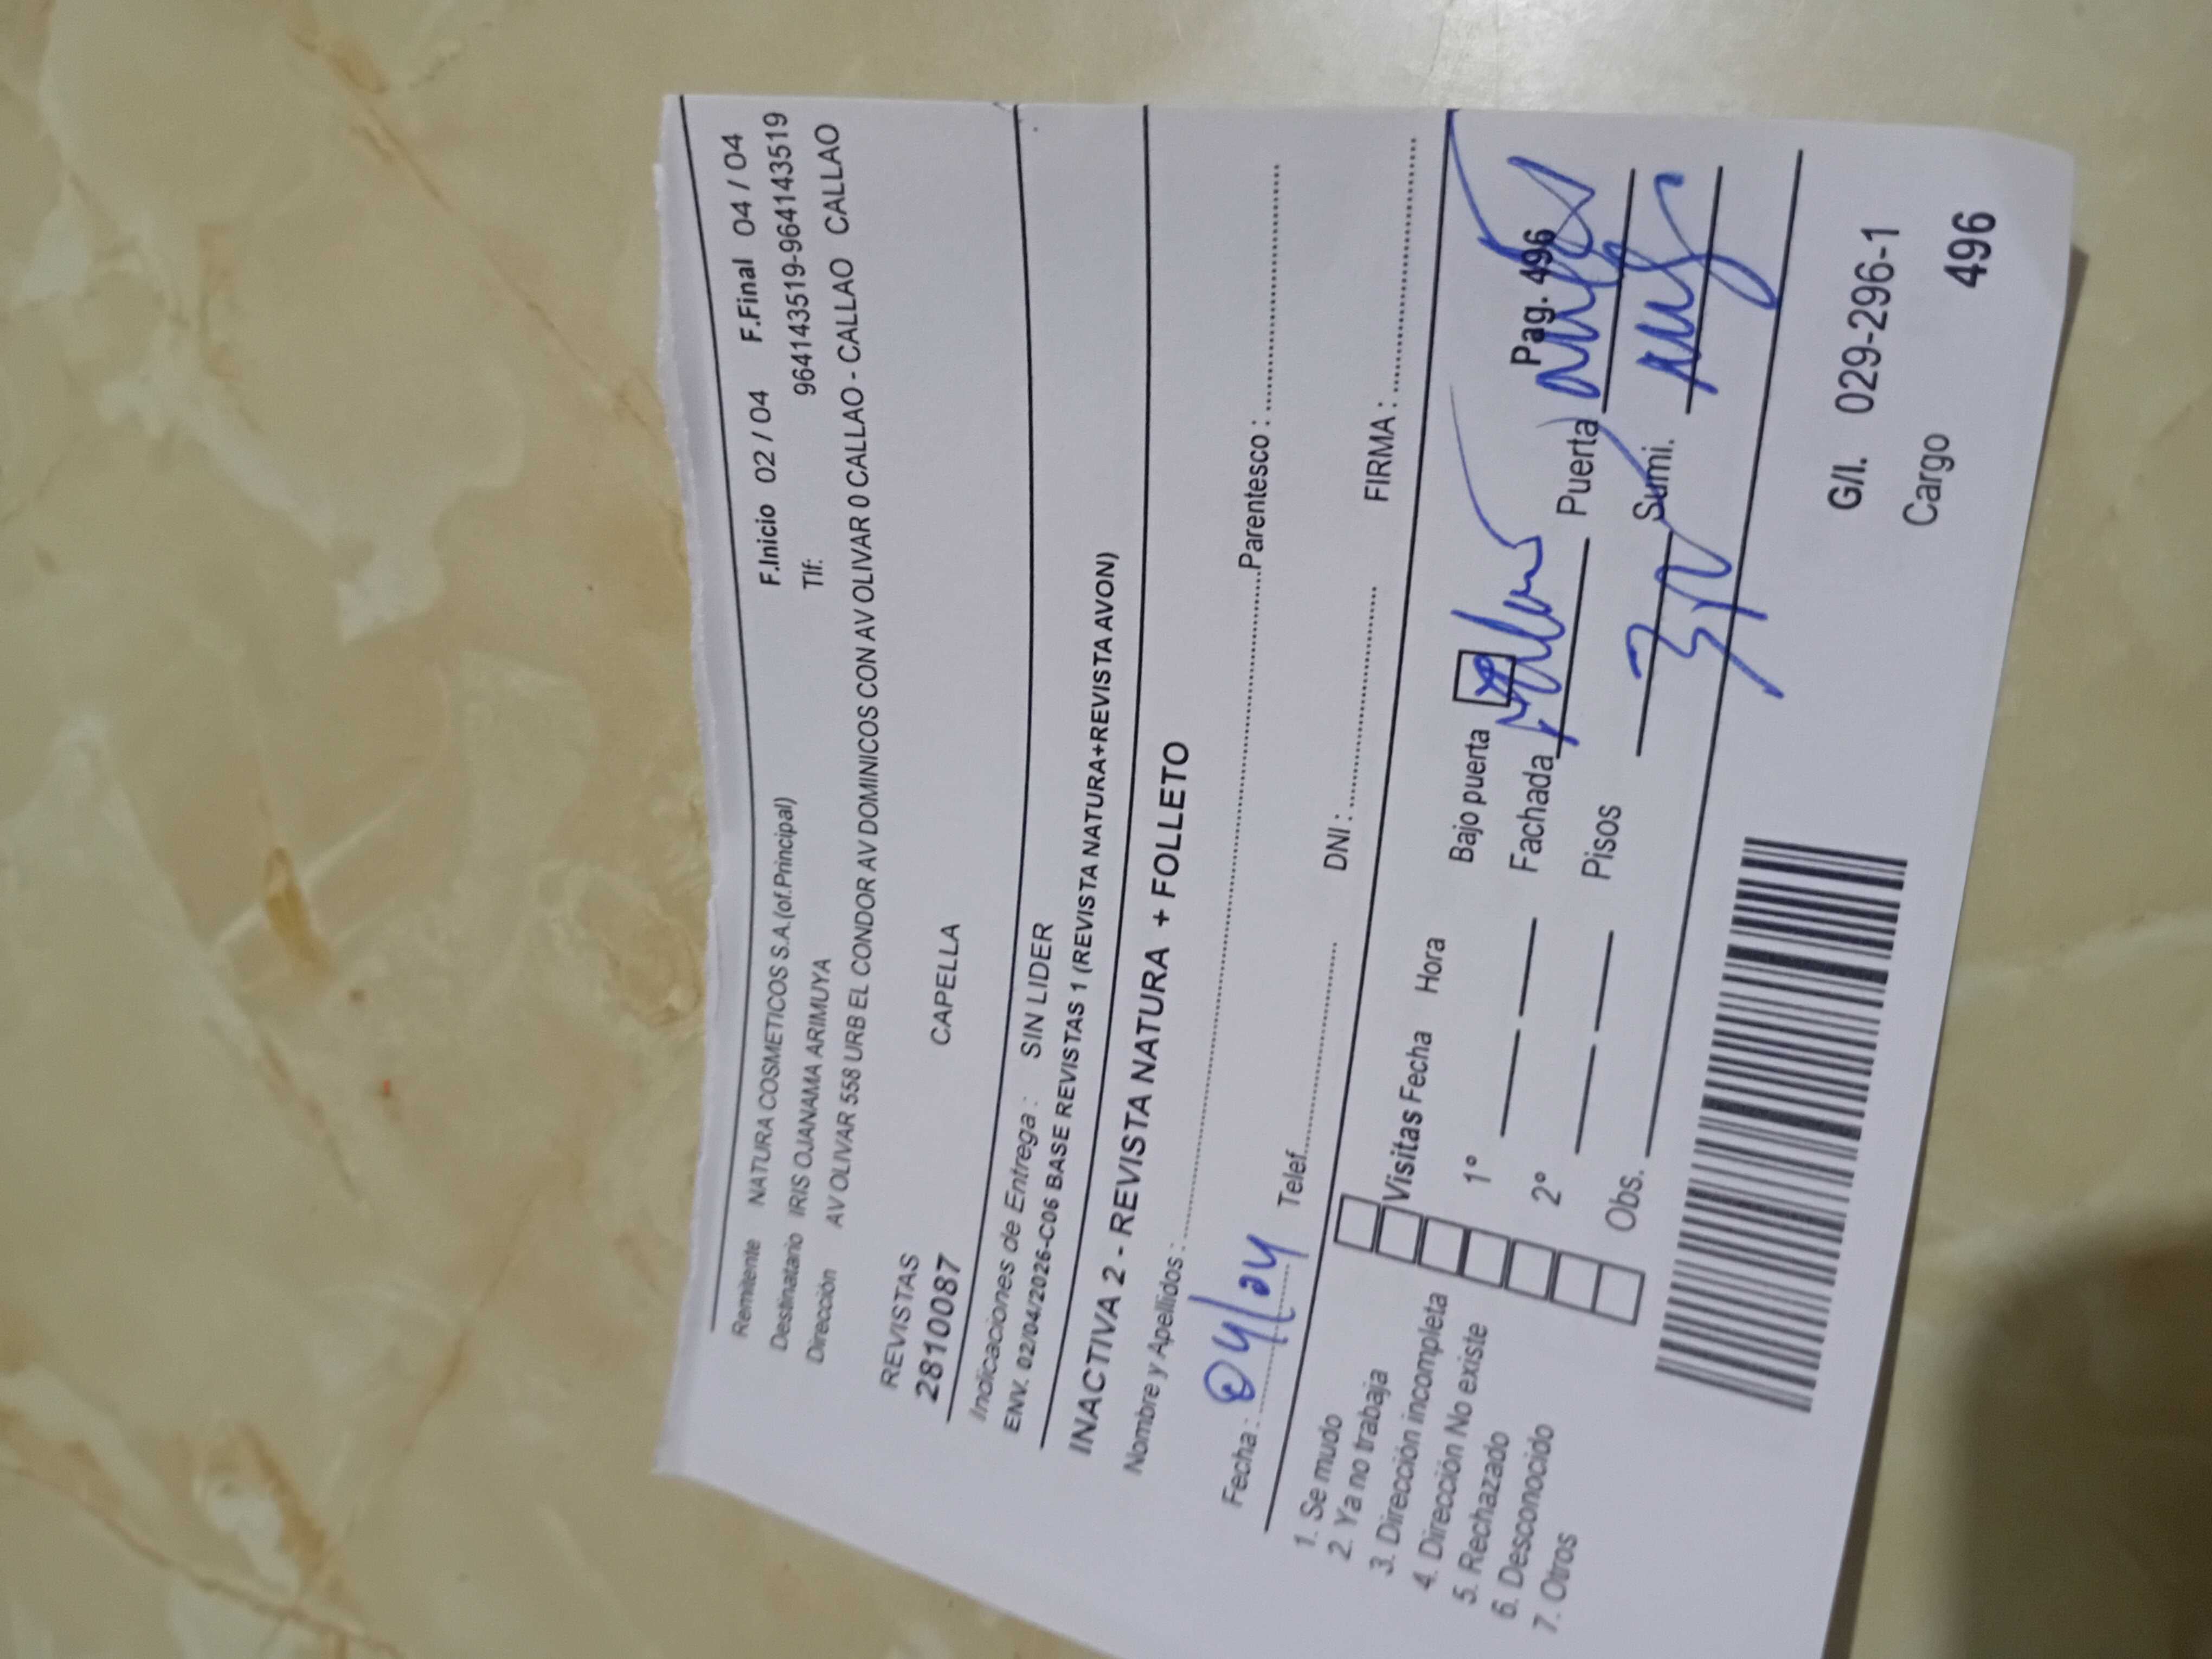 Remitente NATURA COSMETICOS S.A.(of.Principal) F.Inicio 02 / 04 F.Final 04 / 04
Destinatario IRIS OJANAMA ARIMUYA Tlf: 964143519-964143519
Dirección AV OLIVAR 558 URB EL CONDOR AV DOMINICOS CON AV OLIVAR 0 CALLAO - CALLAO CALLAO
REVISTAS
2810087 CAPELLA
Indicaciones de Entrega : SIN LIDER
ENV. 02/04/2026-C06 BASE REVISTAS 1 (REVISTA NATURA+REVISTA AVON)
INACTIVA 2 - REVISTA NATURA + FOLLETO
Nombre y Apellidos : Parentesco :
Fecha : 04/04 Telef. DNI : FIRMA :
1. Se mudo
2. Ya no trabaja
3. Dirección incompleta
4. Dirección No existe
5. Rechazado
6. Desconocido
7. Otros
Visitas Fecha Hora
1°
2°
Obs.
Bajo puerta Pag. 496
Fachada Puerta
Pisos Sumi.
G/I. 029-296-1
Cargo 496